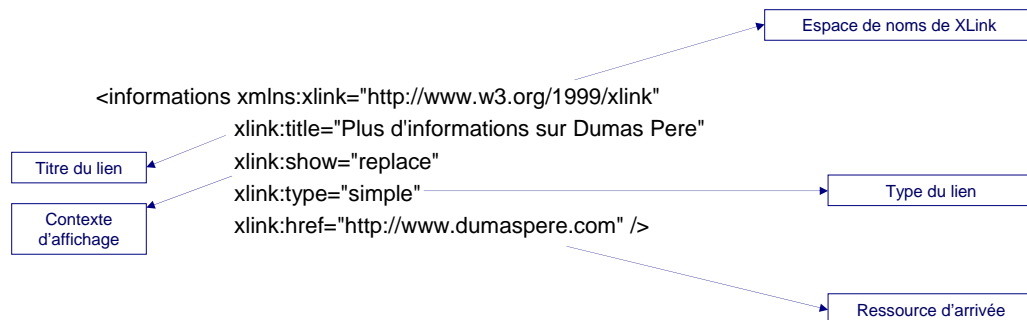 Espace de noms de XLink
<informations xmlns:xlink="http://www.w3.org/1999/xlink"
xlink:title="Plus d'informations sur Dumas Pere"
Titre du lien
xlink:show="replace"
xlink:type="simple"
Type du lien
Contexte
d'affichage
xlink:href="http://www.dumaspere.com" />
Ressource d'arrivée